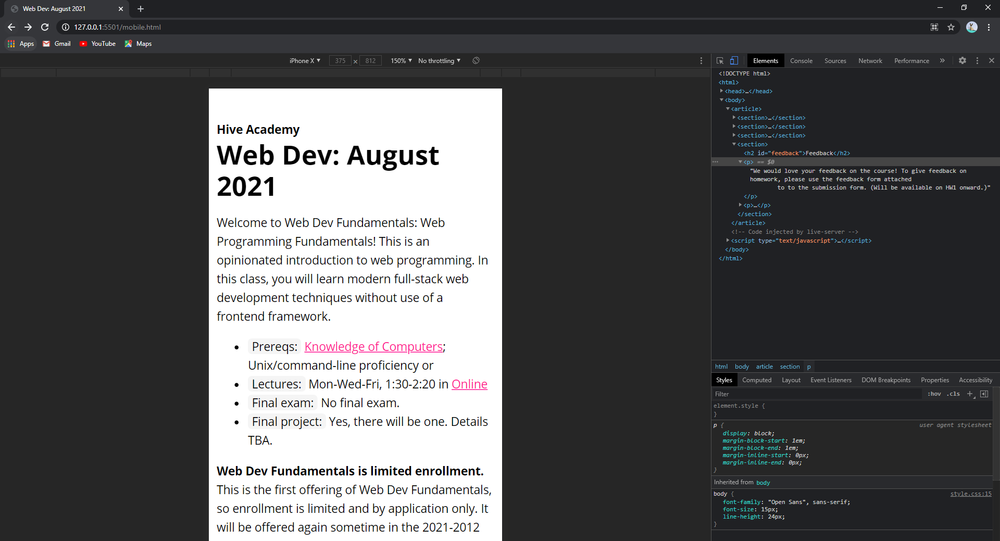 Web Dev: August 2021
127.0.0.1:5501/mobile.html
Apps Gmail YouTube Maps
iPhone X ▼ 375 × 812 150% ▼ No throttling ▼
Hive Academy
Web Dev: August
2021
Welcome to Web Dev Fundamentals: Web
Programming Fundamentals! This is an
opinionated introduction to web programming. In
this class, you will learn modern full-stack web
development techniques without use of a
frontend framework.
• Prereqs: Knowledge of Computers;
Unix/command-line proficiency or
• Lectures: Mon-Wed-Fri, 1:30-2:20 in Online
• Final exam: No final exam.
• Final project: Yes, there will be one. Details
TBA.
Web Dev Fundamentals is limited enrollment.
This is the first offering of Web Dev Fundamentals,
so enrollment is limited and by application only. It
will be offered again sometime in the 2021-2012
Elements Console Sources Network Performance »
<!DOCTYPE html>
<html>
<head>…</head>
<body>
<article>
<section>…</section>
<section>…</section>
<section>…</section>
<section>
<h2 id="feedback">Feedback</h2>
<p> == $0
"We would love your feedback on the course! To give feedback on
homework, please use the feedback form attached
to to the submission form. (Will be available on HW1 onward.)"
</p>
<p>…</p>
</section>
</article>
<!-- Code injected by live-server -->
<script type="text/javascript">…</script>
</body>
</html>
html body article section p
Styles Computed Layout Event Listeners DOM Breakpoints Properties Accessibility
Filter :hov .cls +
element.style {
}
p { user agent stylesheet
display: block;
margin-block-start: 1em;
margin-block-end: 1em;
margin-inline-start: 0px;
margin-inline-end: 0px;
}
Inherited from body
body { style.css:15
font-family: "Open Sans", sans-serif;
font-size: 15px;
line-height: 24px;
}